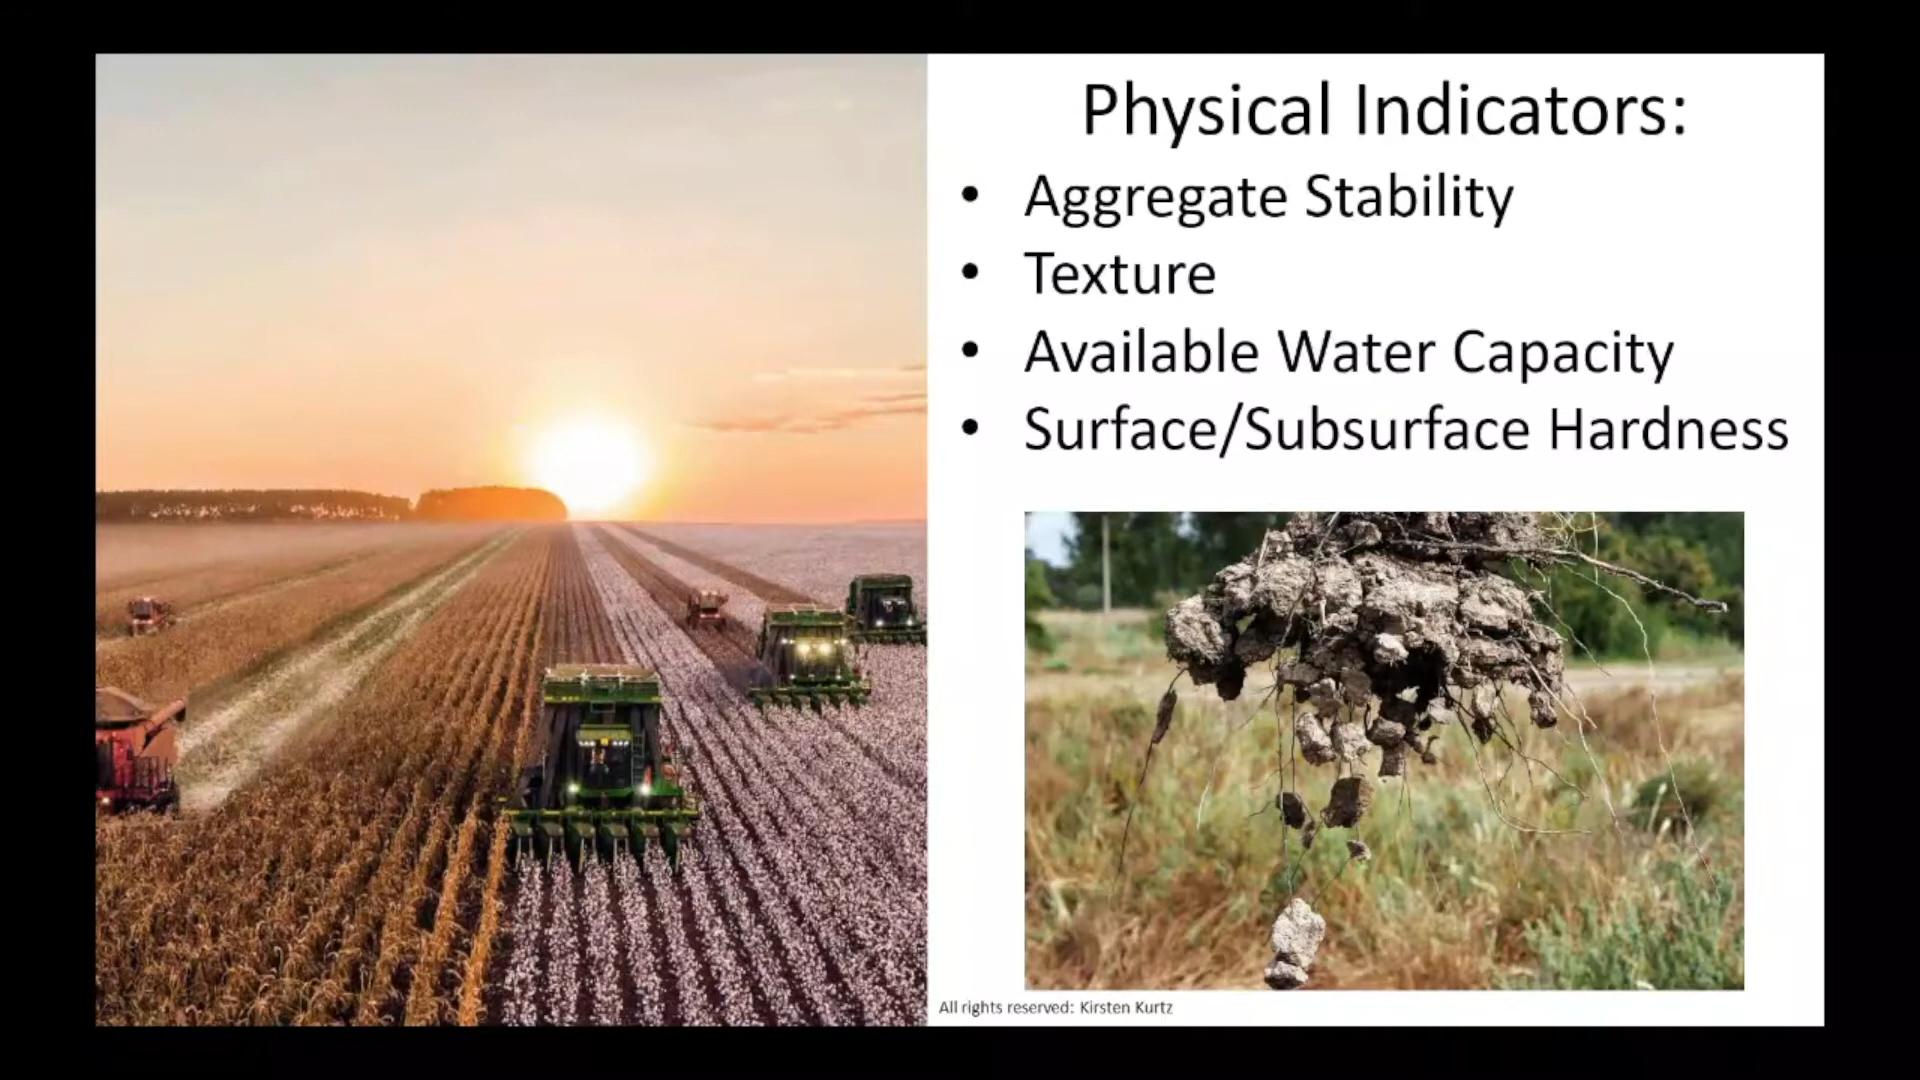 Physical Indicators:
• Aggregate Stability
• Texture
• Available Water Capacity
• Surface/Subsurface Hardness
All rights reserved: Kirsten Kurtz